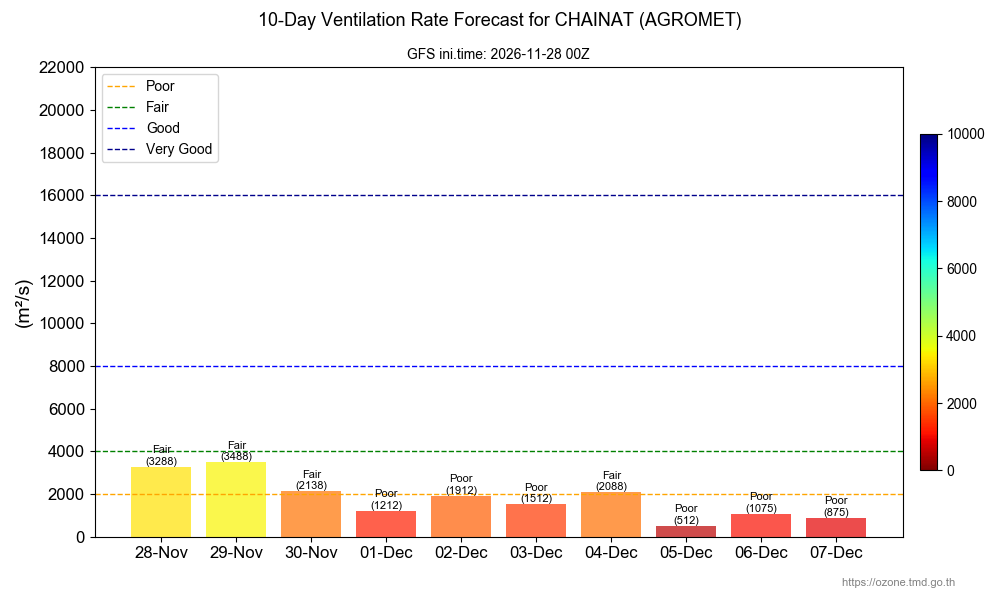 10-Day Ventilation Rate Forecast for CHAINAT (AGROMET)
GFS ini.time: 2026-11-28 00Z
(m²/s)
22000
20000
18000
16000
14000
12000
10000
8000
6000
4000
2000
0
Poor
Fair
Good
Very Good
Fair
(3288)
Fair
(3488)
Fair
(2138)
Poor
(1212)
Poor
(1912)
Poor
(1512)
Fair
(2088)
Poor
(512)
Poor
(1075)
Poor
(875)
28-Nov 29-Nov 30-Nov 01-Dec 02-Dec 03-Dec 04-Dec 05-Dec 06-Dec 07-Dec
10000
8000
6000
4000
2000
0
https://ozone.tmd.go.th